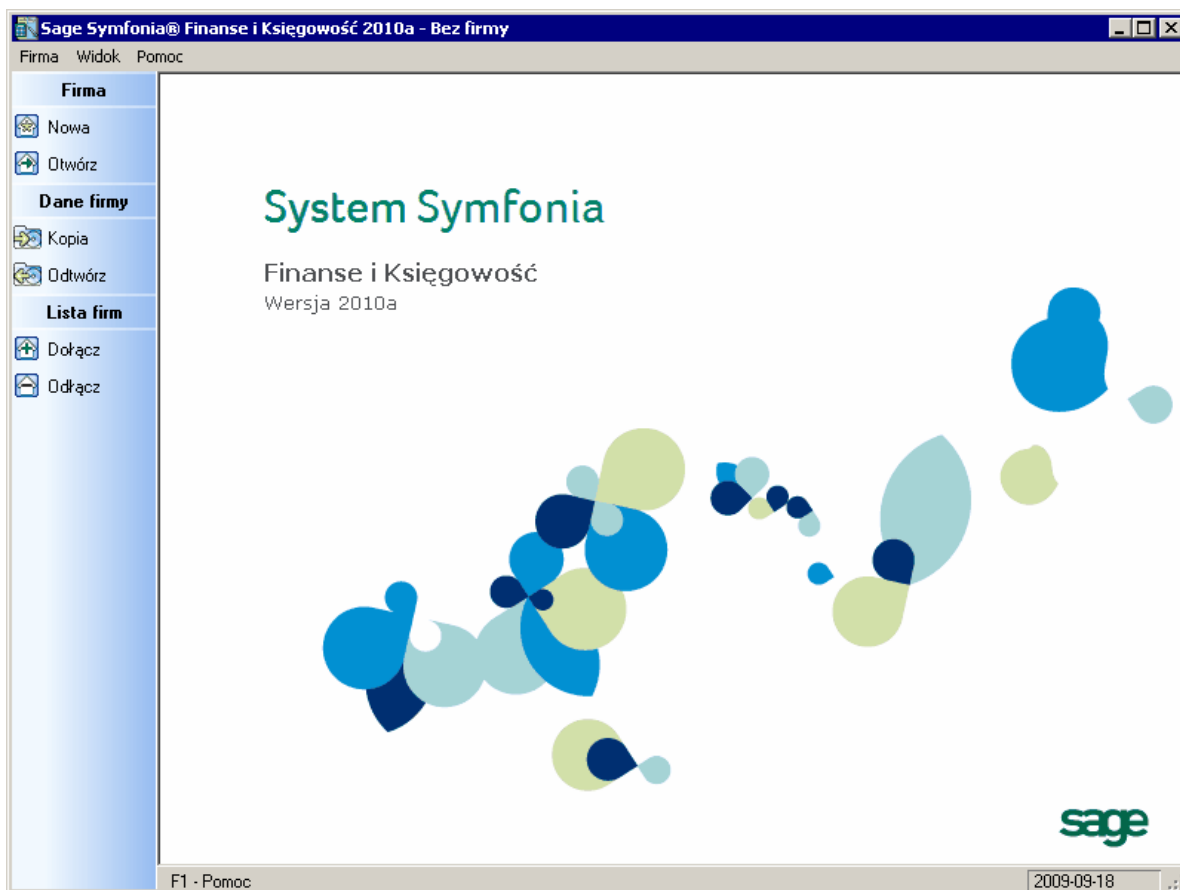 Sage Symfonia® Finanse i Księgowość 2010a - Bez firmy
Firma Widok Pomoc
Firma
Nowa
Otwórz
Dane firmy
Kopia
Odtwórz
Lista firm
Dołącz
Odłącz
System Symfonia
Finanse i Księgowość
Wersja 2010a
sage
F1 - Pomoc
2009-09-18